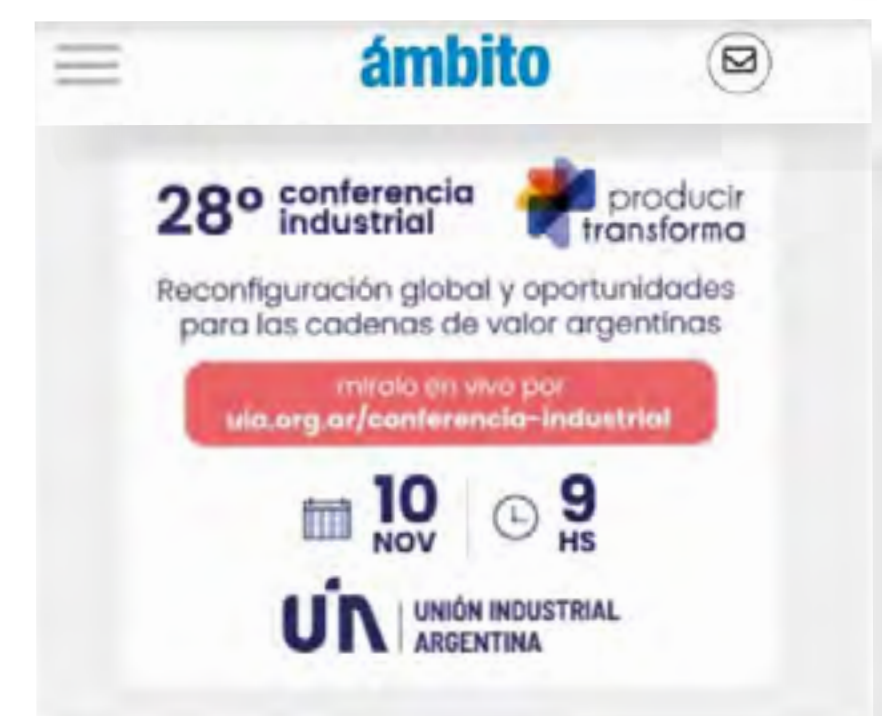 ámbito
28º conferencia
industrial
producir
transforma
Reconfiguración global y oportunidades
para las cadenas de valor argentinas
miralo en vivo por
uia.org.ar/conferencia-industrial
10
NOV
9
HS
UIA
UNIÓN INDUSTRIAL
ARGENTINA